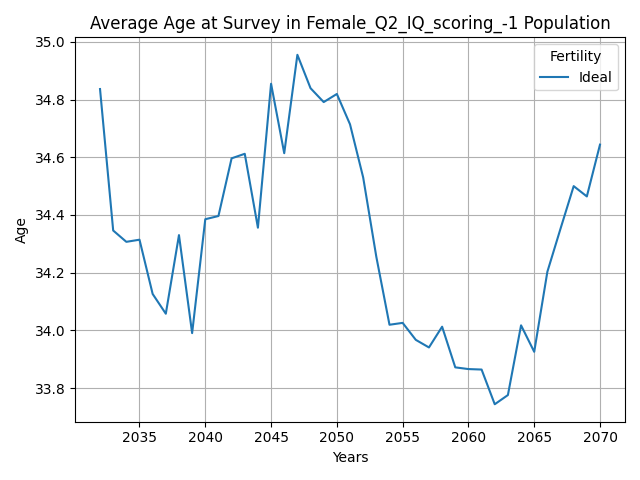 Average Age at Survey in Female_Q2_IQ_scoring_-1 Population
35.0
34.8
34.6
34.4
34.2
34.0
33.8
Age
Fertility
Ideal
2035 2040 2045 2050 2055 2060 2065 2070
Years